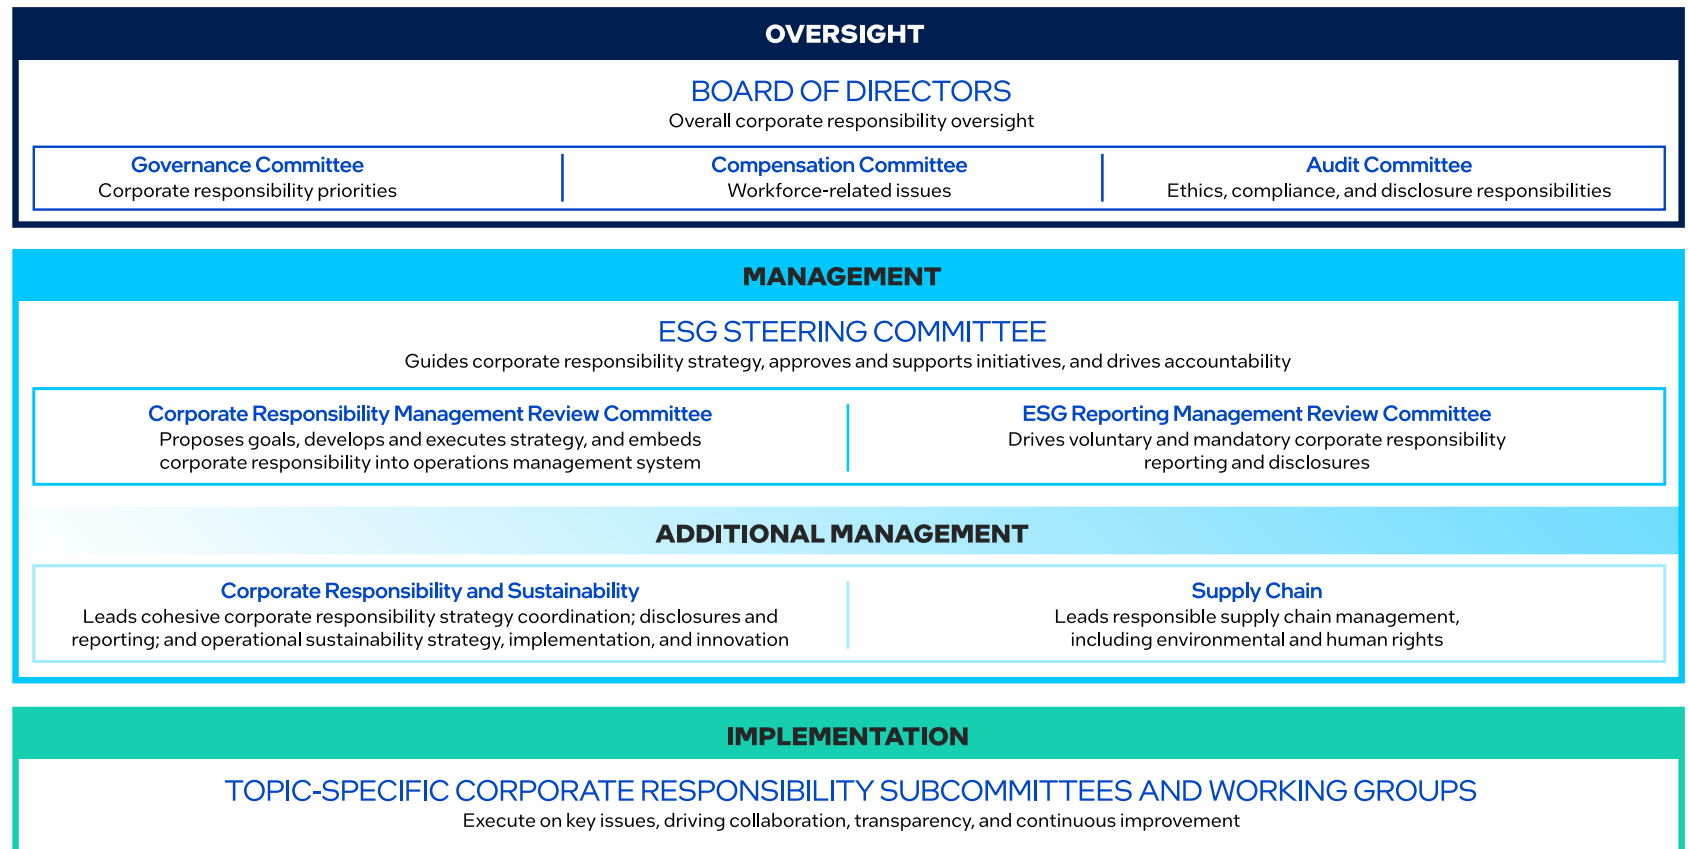 OVERSIGHT
BOARD OF DIRECTORS
Overall corporate responsibility oversight
Governance Committee
Corporate responsibility priorities
Compensation Committee
Workforce-related issues
Audit Committee
Ethics, compliance, and disclosure responsibilities
MANAGEMENT
ESG STEERING COMMITTEE
Guides corporate responsibility strategy, approves and supports initiatives, and drives accountability
Corporate Responsibility Management Review Committee
Proposes goals, develops and executes strategy, and embeds
corporate responsibility into operations management system
ESG Reporting Management Review Committee
Drives voluntary and mandatory corporate responsibility
reporting and disclosures
ADDITIONAL MANAGEMENT
Corporate Responsibility and Sustainability
Leads cohesive corporate responsibility strategy coordination; disclosures and
reporting; and operational sustainability strategy, implementation, and innovation
Supply Chain
Leads responsible supply chain management,
including environmental and human rights
IMPLEMENTATION
TOPIC-SPECIFIC CORPORATE RESPONSIBILITY SUBCOMMITTEES AND WORKING GROUPS
Execute on key issues, driving collaboration, transparency, and continuous improvement